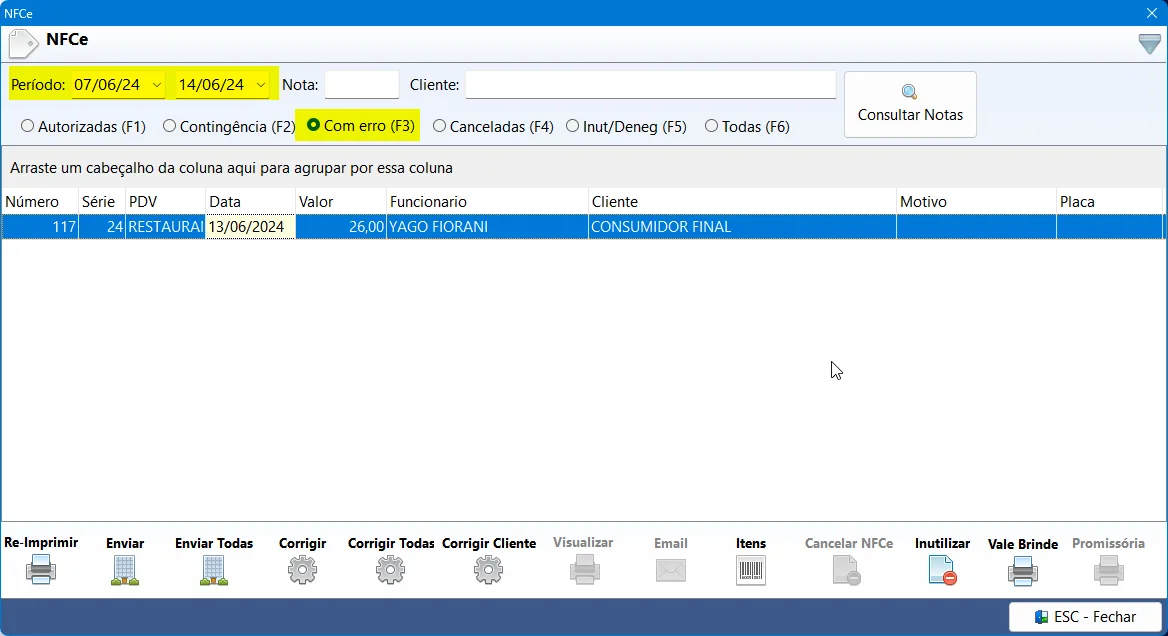 NFCe
NFCe
Período: 07/06/24 14/06/24 Nota: Cliente:
Consultar Notas
Autorizadas (F1) Contingência (F2) Com erro (F3) Canceladas (F4) Inut/Deneg (F5) Todas (F6)
Arraste um cabeçalho da coluna aqui para agrupar por essa coluna
Número Série PDV Data Valor Funcionario Cliente Motivo Placa
117 24 RESTAURAI 13/06/2024 26,00 YAGO FIORANI CONSUMIDOR FINAL
Re-Imprimir Enviar Enviar Todas Corrigir Corrigir Todas Corrigir Cliente Visualizar Email Itens Cancelar NFCe Inutilizar Vale Brinde Promissória
ESC - Fechar